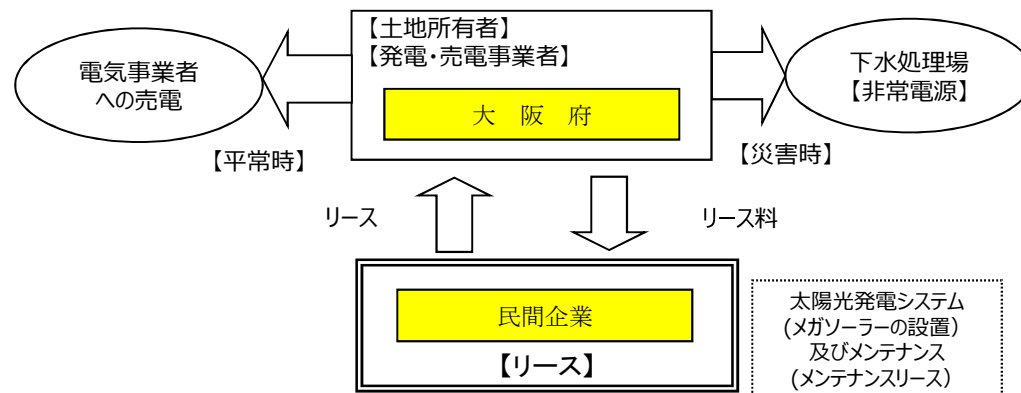 【土地所有者】
【発電・売電事業者】
大 阪 府
電気事業者
への売電
下水処理場
【非常電源】
【平常時】
【災害時】
リース
リース料
民間企業
【リース】
太陽光発電システム
(メガソーラーの設置)
及びメンテナンス
(メンテナンスリース)